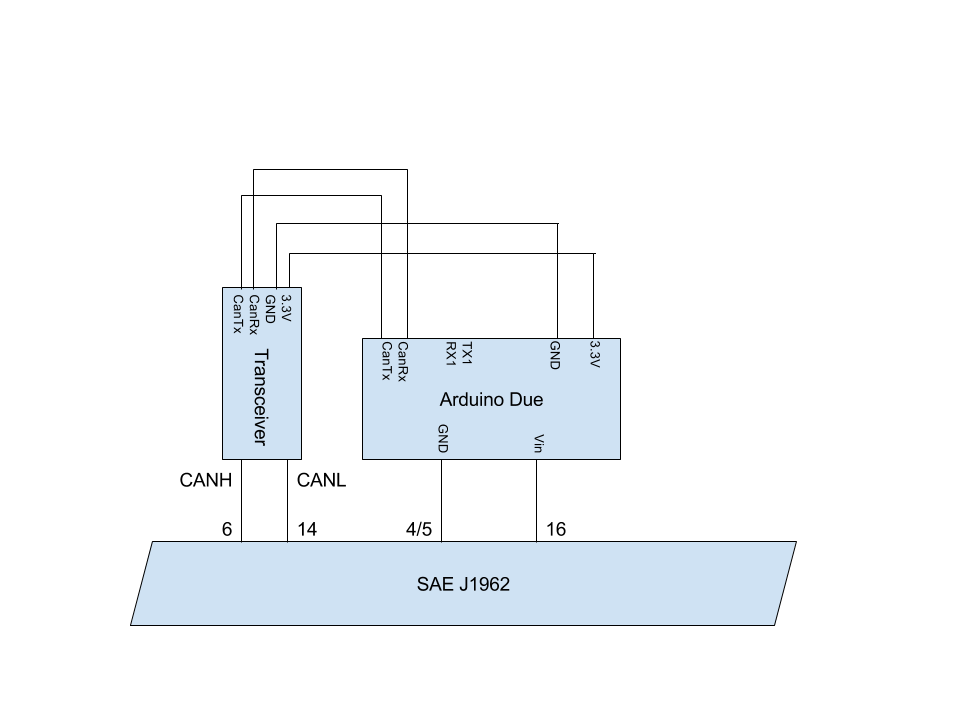 3.3V
GND
CanRx
CanTx
Transceiver
3.3V
GND
TX1
RX1
CanRx
CanTx
Arduino Due
GND
Vin
CANH
CANL
6
14
4/5
16
SAE J1962